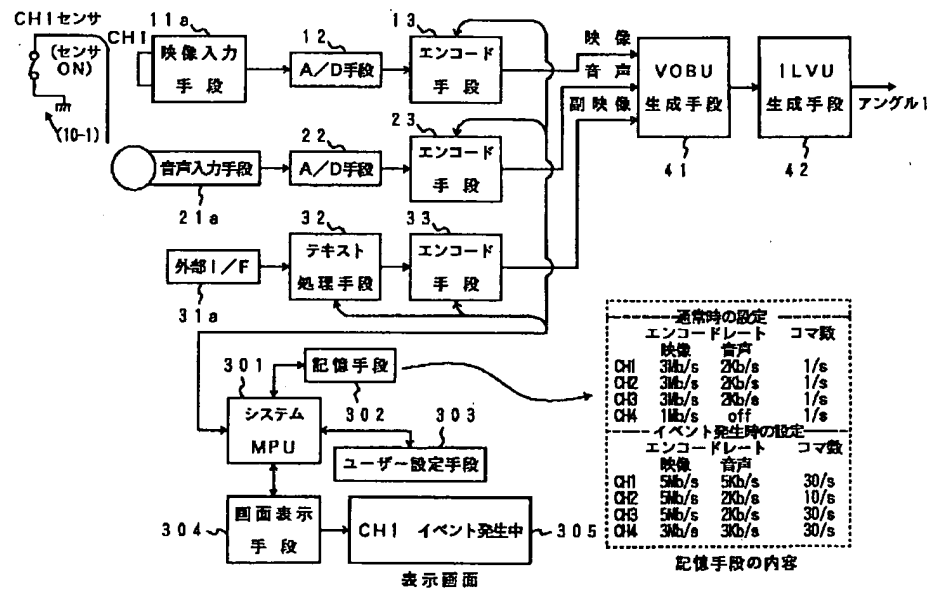 CH1センサ
(センサ
ON)
(10-1)
CH1
11a
映像入力
手段
12
A/D手段
13
エンコード
手段
映像
音声
副映像
VOBU
生成手段
41
ILVU
生成手段
42
アングル1
音声入力手段
21a
22
A/D手段
23
エンコード
手段
外部I/F
31a
32
テキスト
処理手段
33
エンコード
手段
301
システム
MPU
記憶手段
302
303
ユーザー設定手段
304
画面表示
手段
CH1 イベント発生中
305
表示画面
通常時の設定
エンコードレート コマ数
映像 音声
CH1 3Mb/s 2Kb/s 1/s
CH2 3Mb/s 2Kb/s 1/s
CH3 3Mb/s 2Kb/s 1/s
CH4 1Mb/s off 1/s
イベント発生時の設定
エンコードレート コマ数
映像 音声
CH1 5Mb/s 5Kb/s 30/s
CH2 5Mb/s 2Kb/s 10/s
CH3 5Mb/s 2Kb/s 30/s
CH4 3Mb/s 3Kb/s 30/s
記憶手段の内容